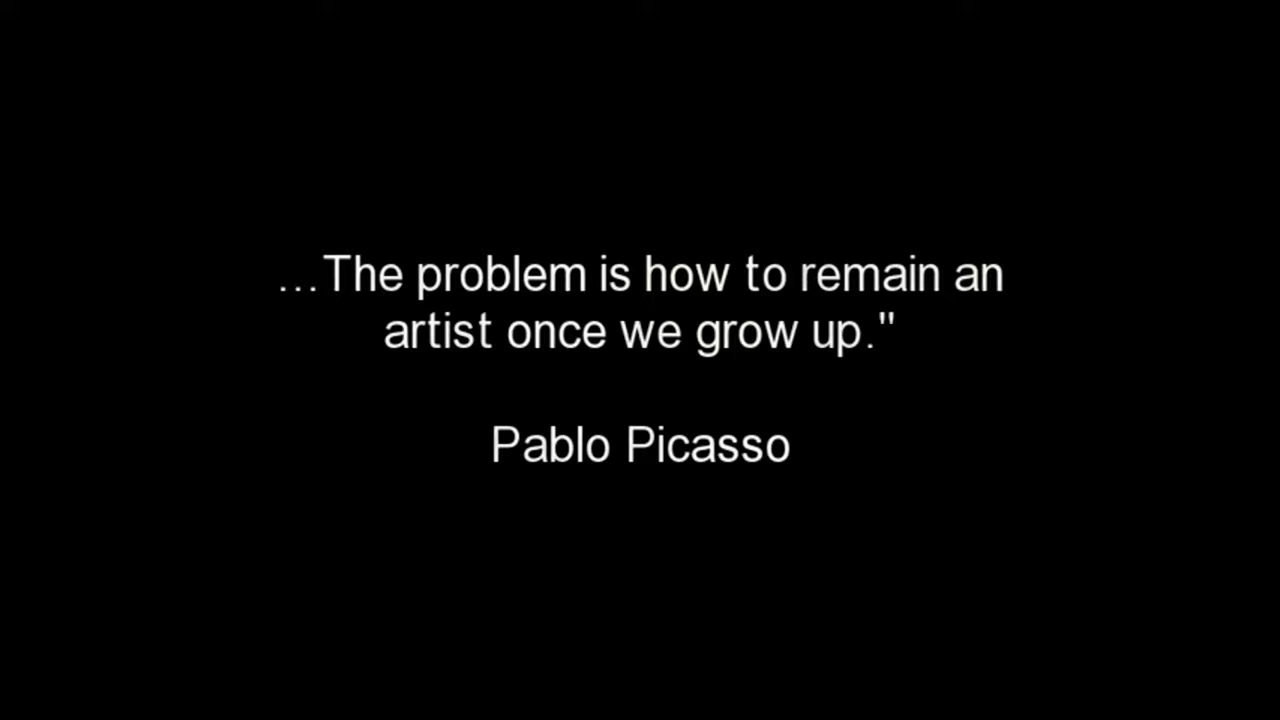 …The problem is how to remain an
artist once we grow up."
Pablo Picasso